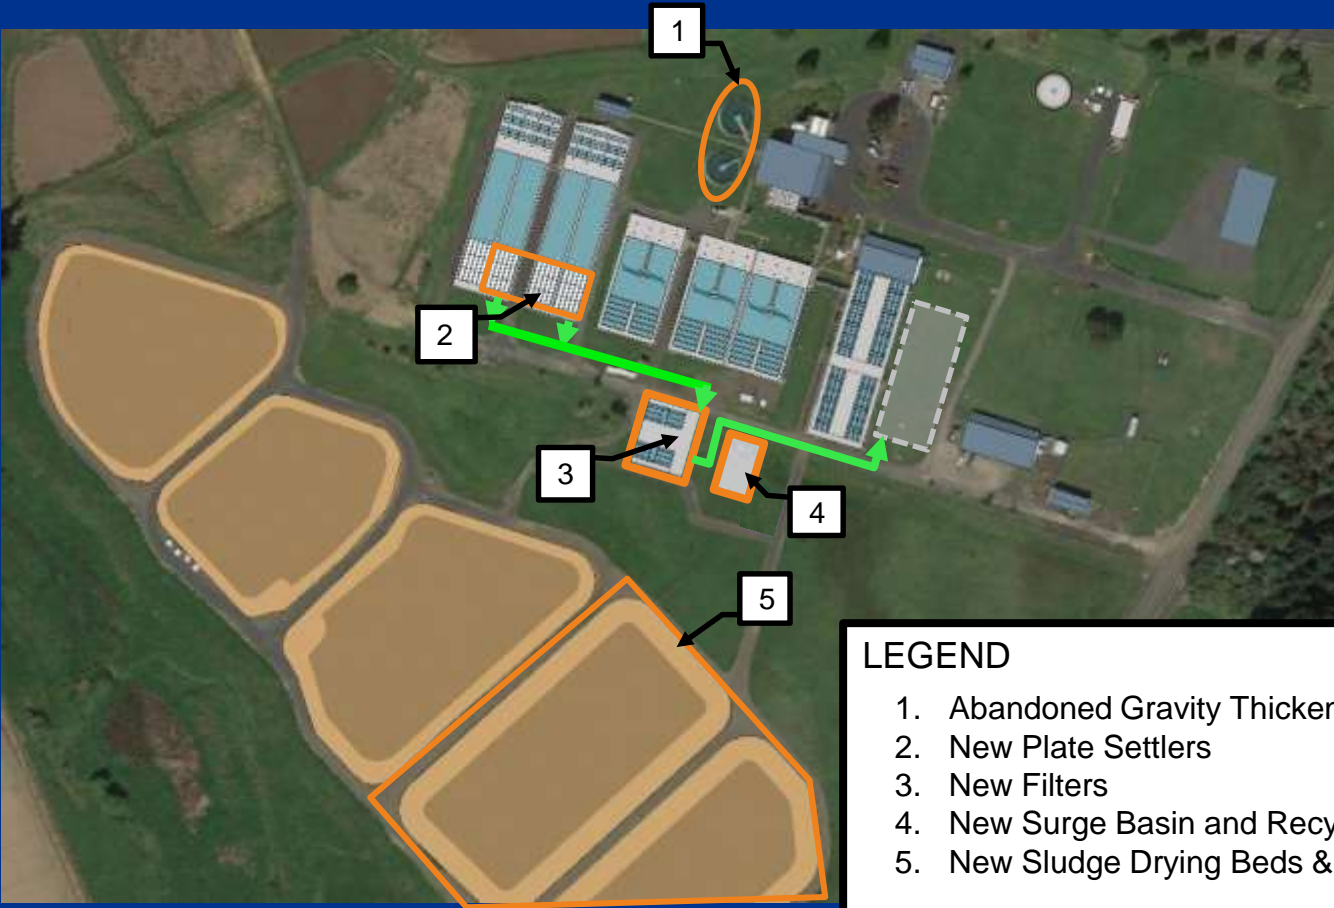 1
2
3
4
5
LEGEND
1. Abandoned Gravity Thicker
2. New Plate Settlers
3. New Filters
4. New Surge Basin and Recy
5. New Sludge Drying Beds &